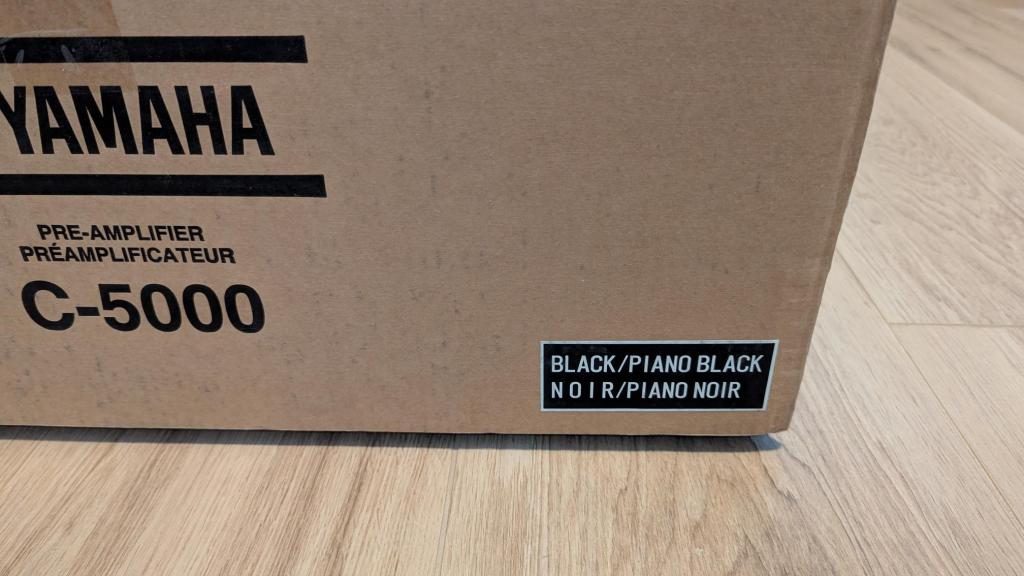 YAMAHA
PRE-AMPLIFIER
PRÉAMPLIFICATEUR
C-5000
BLACK/PIANO BLACK
NOIR/PIANO NOIR